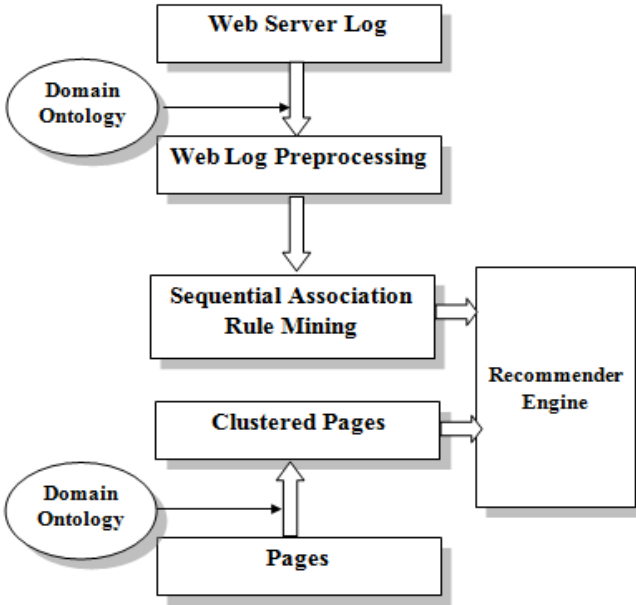 Web Server Log
Domain
Ontology
Web Log Preprocessing
Sequential Association
Rule Mining
Recommender
Engine
Clustered Pages
Domain
Ontology
Pages